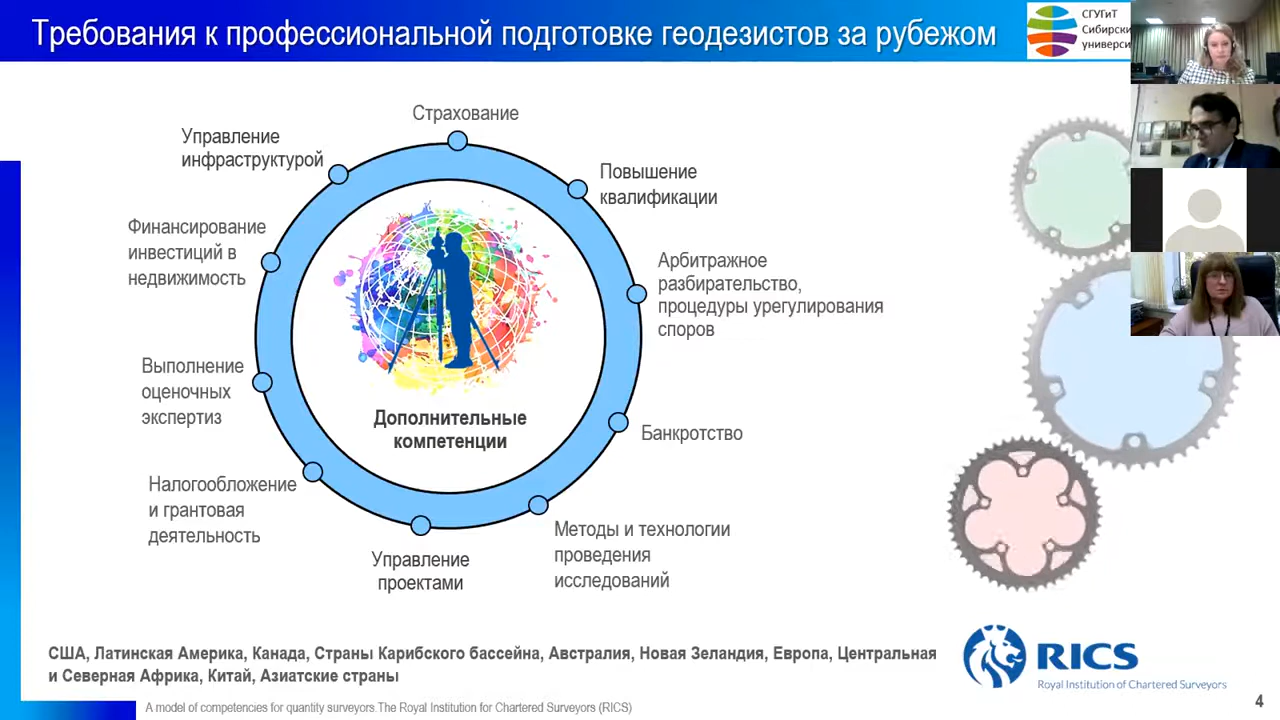 Требования к профессиональной подготовке геодезистов за рубежом
СГУГиТ
Сибирски
универси
Страхование
Управление
инфраструктурой
Повышение
квалификации
Финансирование
инвестиций в
недвижимость
Арбитражное
разбирательство,
процедуры урегулирования
споров
Выполнение
оценочных
экспертиз
Дополнительные
компетенции
Банкротство
Налогообложение
и грантовая
деятельность
Методы и технологии
проведения
исследований
Управление
проектами
США, Латинская Америка, Канада, Страны Карибского бассейна, Австралия, Новая Зеландия, Европа, Центральная
и Северная Африка, Китай, Азиатские страны
RICS
Royal Institution of Chartered Surveyors
A model of competencies for quantity surveyors.The Royal Institution for Chartered Surveyors (RICS)
4